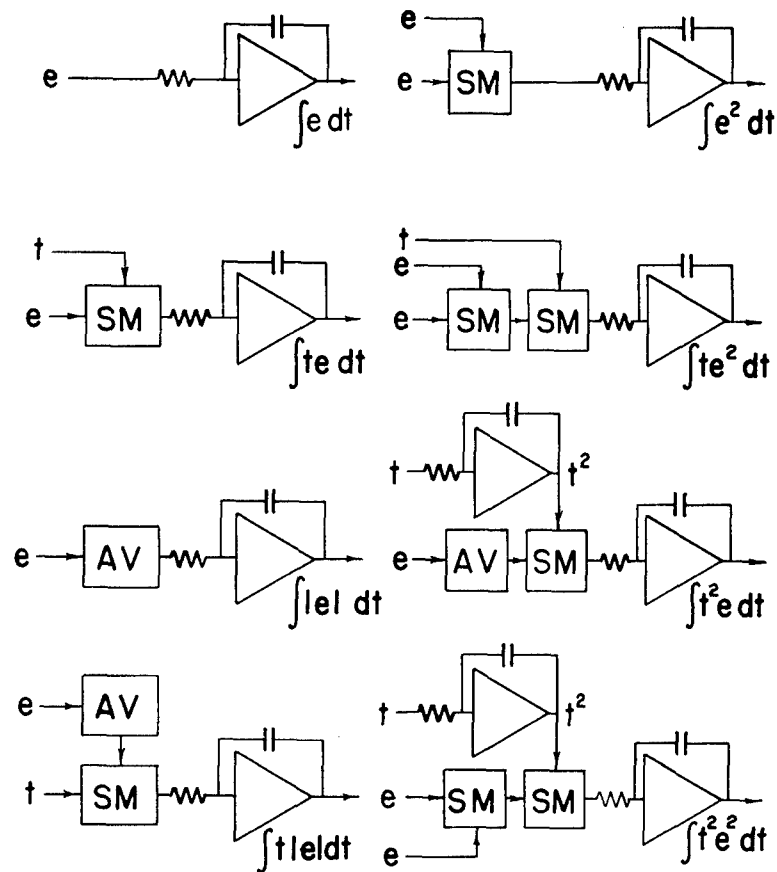 e
∫e dt
e
e
SM
∫e² dt
t
e
SM
∫te dt
t
e
e
SM
SM
∫te² dt
e
AV
∫|e| dt
t
t²
e
AV
SM
∫t²e dt
e
AV
t
SM
∫t|e|dt
t
t²
e
SM
SM
e
∫t²e² dt